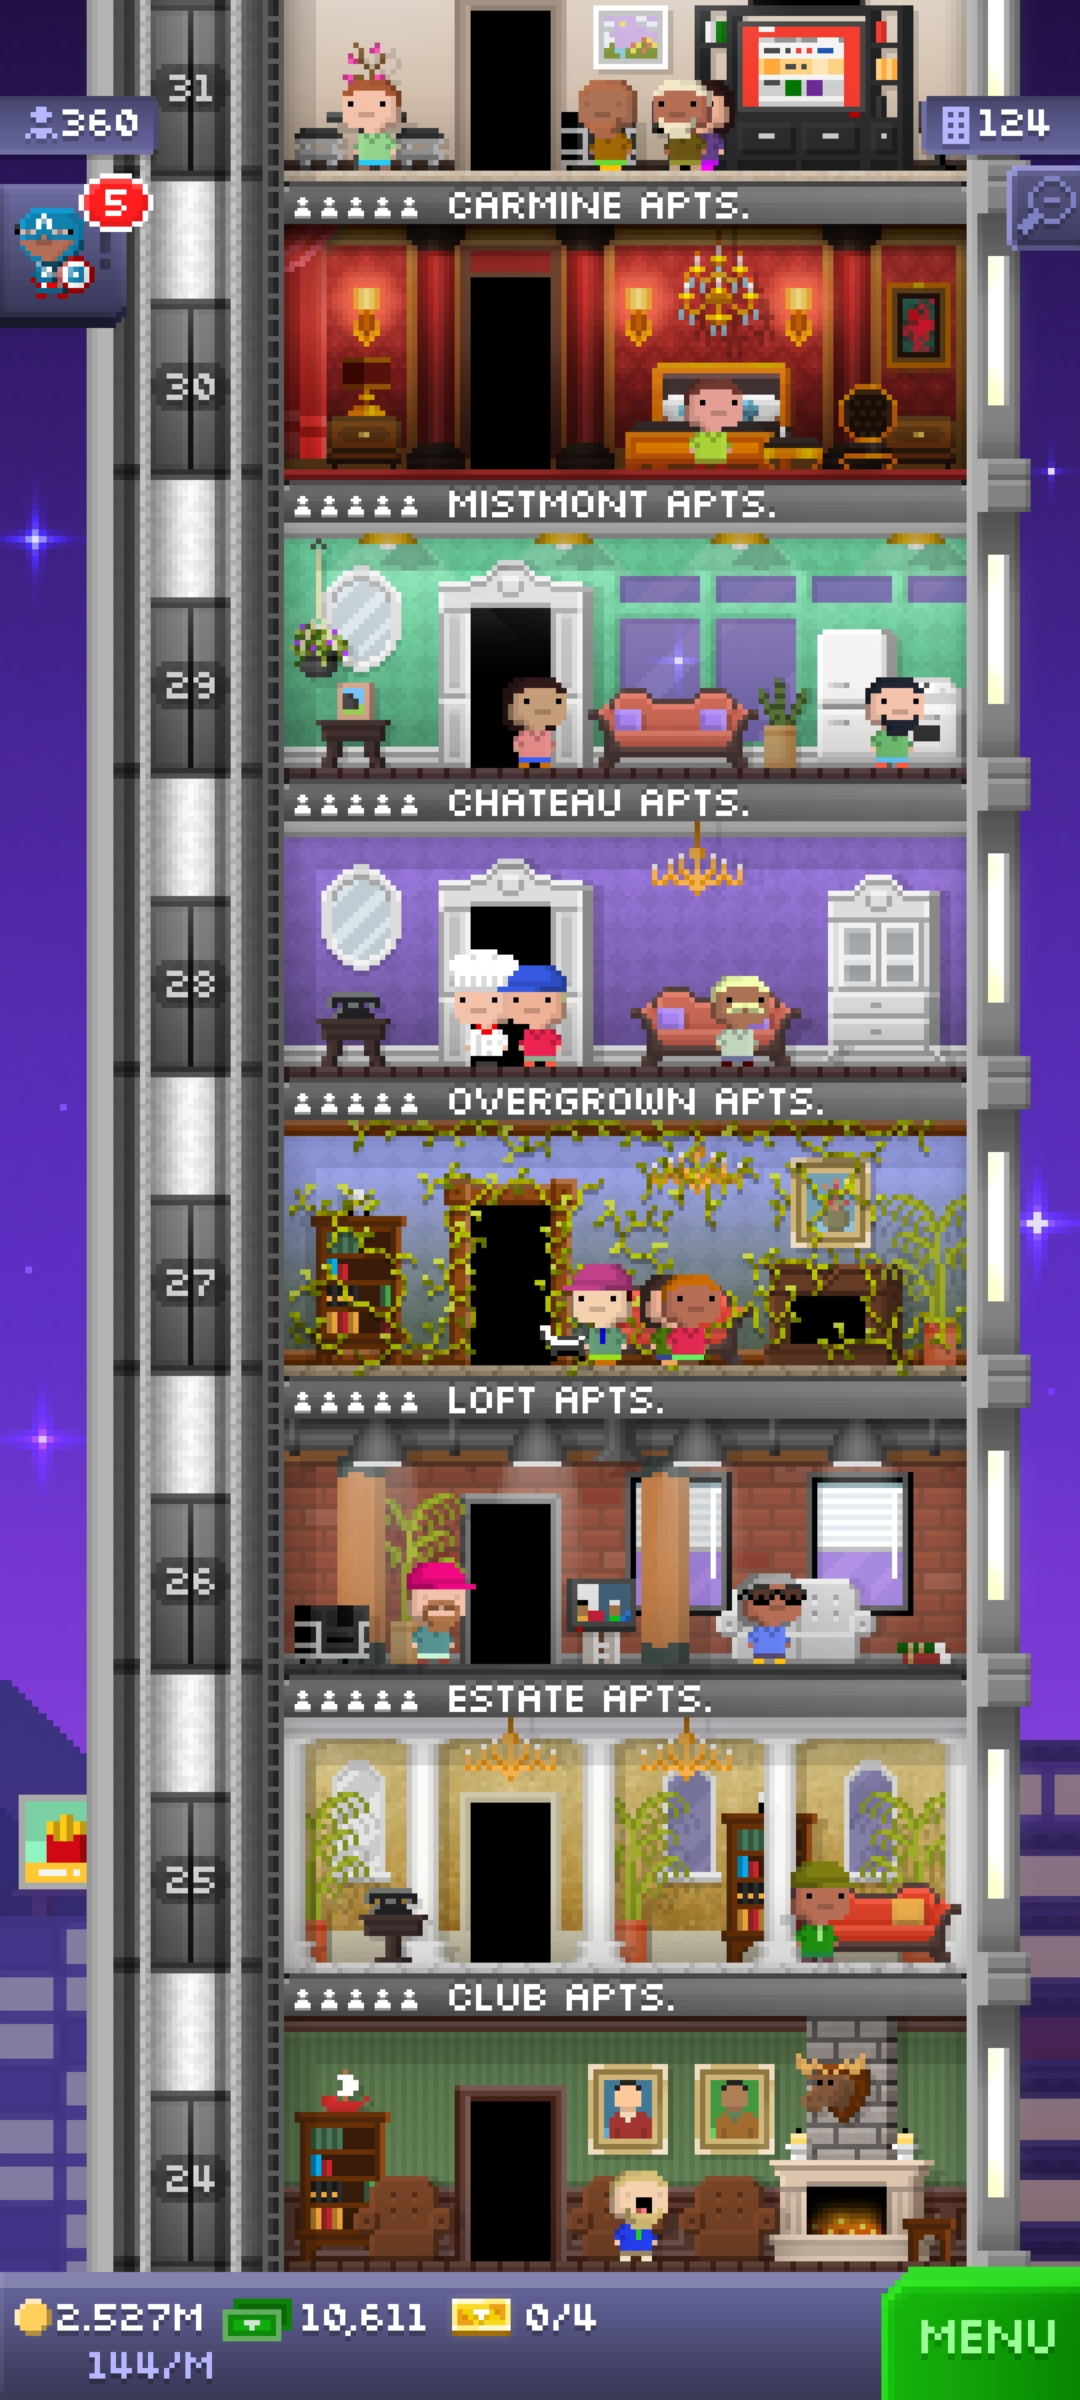 31
360
124
5
CARMINE APTS.
30
MISTMONT APTS.
29
CHATEAU APTS.
28
OVERGROWN APTS.
27
LOFT APTS.
26
ESTATE APTS.
25
CLUB APTS.
24
2.527M
10,611
0/4
MENU
144/M